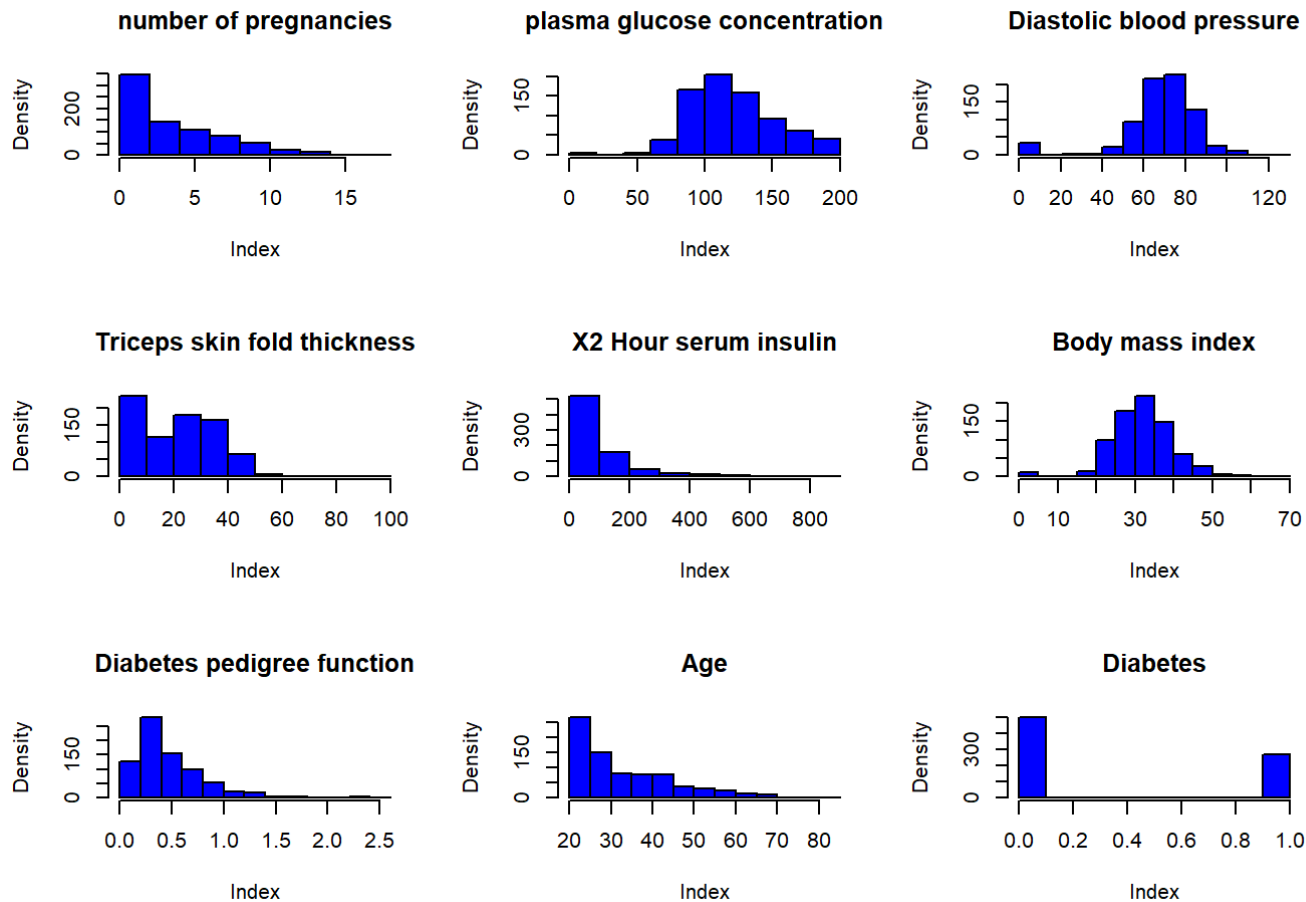 number of pregnancies
Density
0 200
0 5 10 15
Index
plasma glucose concentration
Density
0 150
0 50 100 150 200
Index
Diastolic blood pressure
Density
0 150
0 20 40 60 80 120
Index
Triceps skin fold thickness
Density
0 150
0 20 40 60 80 100
Index
X2 Hour serum insulin
Density
0 300
0 200 400 600 800
Index
Body mass index
Density
0 150
0 10 30 50 70
Index
Diabetes pedigree function
Density
0 150
0.0 0.5 1.0 1.5 2.0 2.5
Index
Age
Density
0 150
20 30 40 50 60 70 80
Index
Diabetes
Density
0 300
0.0 0.2 0.4 0.6 0.8 1.0
Index